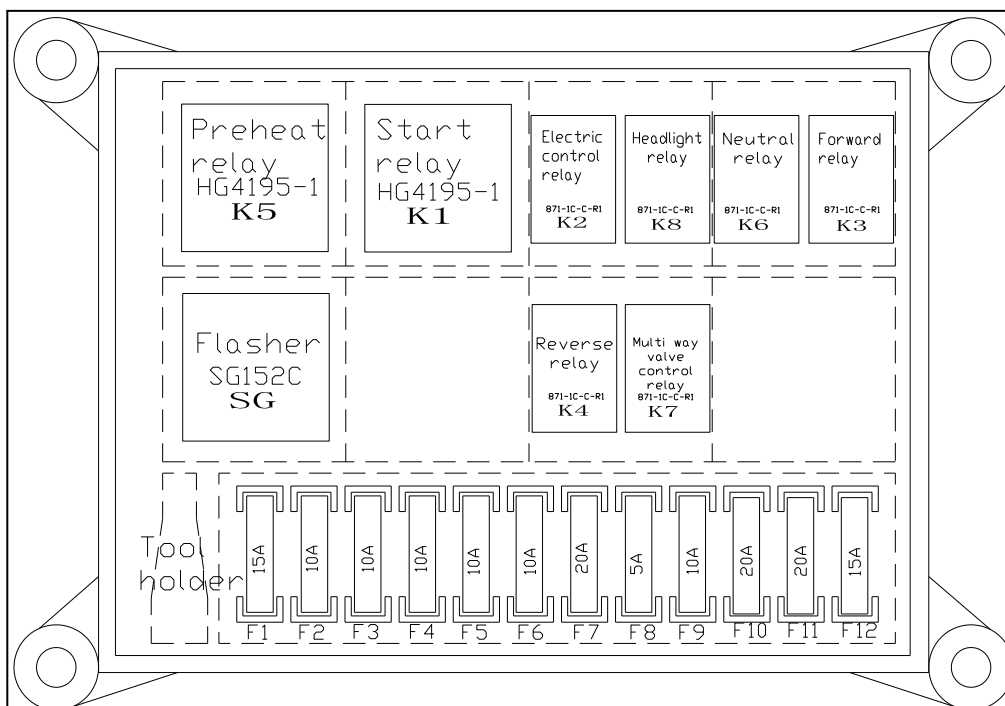 Preheat
relay
HG4195-1
K5
Start
relay
HG4195-1
K1
Electric
control
relay
871-1C-C-R1
K2
Headlight
relay
871-1C-C-R1
K8
Neutral
relay
871-1C-C-R1
K6
Forward
relay
871-1C-C-R1
K3
Flasher
SG152C
SG
Reverse
relay
871-1C-C-R1
K4
Multi way
valve
control
relay
871-1C-C-R1
K7
Tool
holder
15A
10A
10A
10A
10A
10A
20A
5A
10A
20A
20A
15A
F1 F2 F3 F4 F5 F6 F7 F8 F9 F10 F11 F12